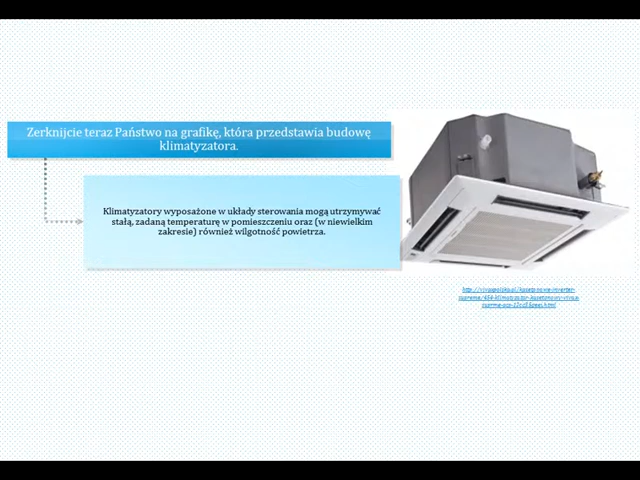 Zerknijcie teraz Państwo na grafikę, która przedstawia budowę
klimatyzatora.
Klimatyzatory wyposażone w układy sterowania mogą utrzymywać
stałą, zadaną temperaturę w pomieszczeniu oraz (w niewielkim
zakresie) również wilgotność powietrza.